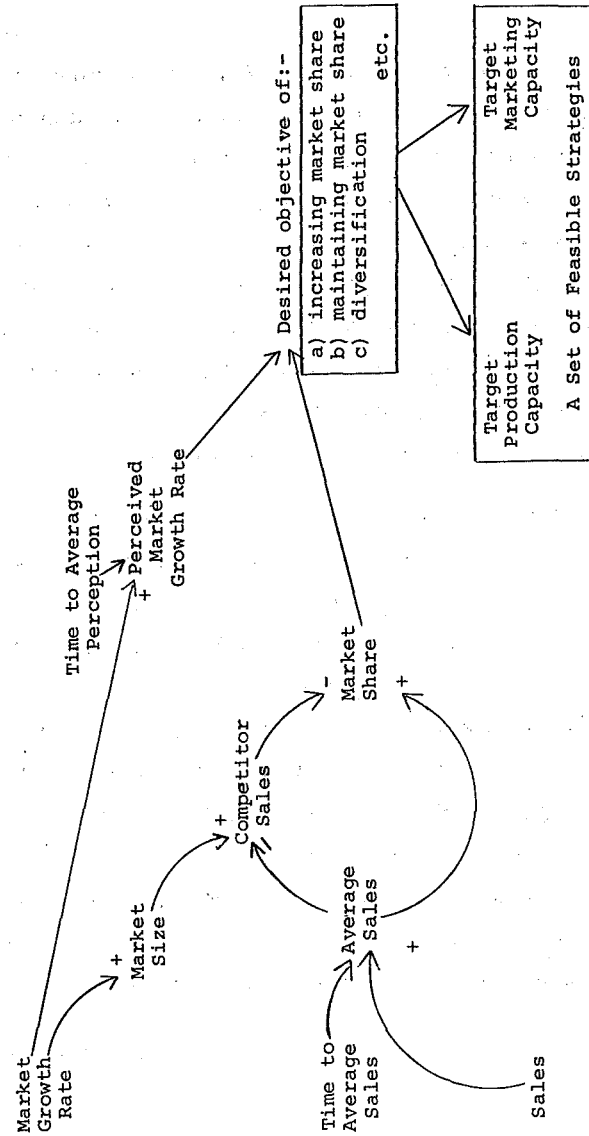 Market
Growth
Rate
+
Market
Size
Time to Average
Perception
+
Perceived
Market
Growth Rate
+
Competitor
Sales
-
Market
Share
+
Time to
Average
Sales
Average
Sales
+
Sales
Desired objective of:-
a) increasing market share
b) maintaining market share
c) diversification
etc.
Target
Production
Capacity
Target
Marketing
Capacity
A Set of Feasible Strategies